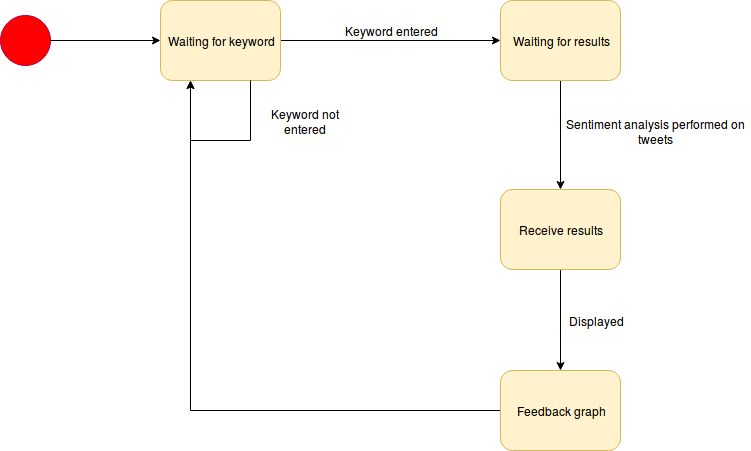 Waiting for keyword
Keyword entered
Waiting for results
Keyword not
entered
Sentiment analysis performed on
tweets
Receive results
Displayed
Feedback graph